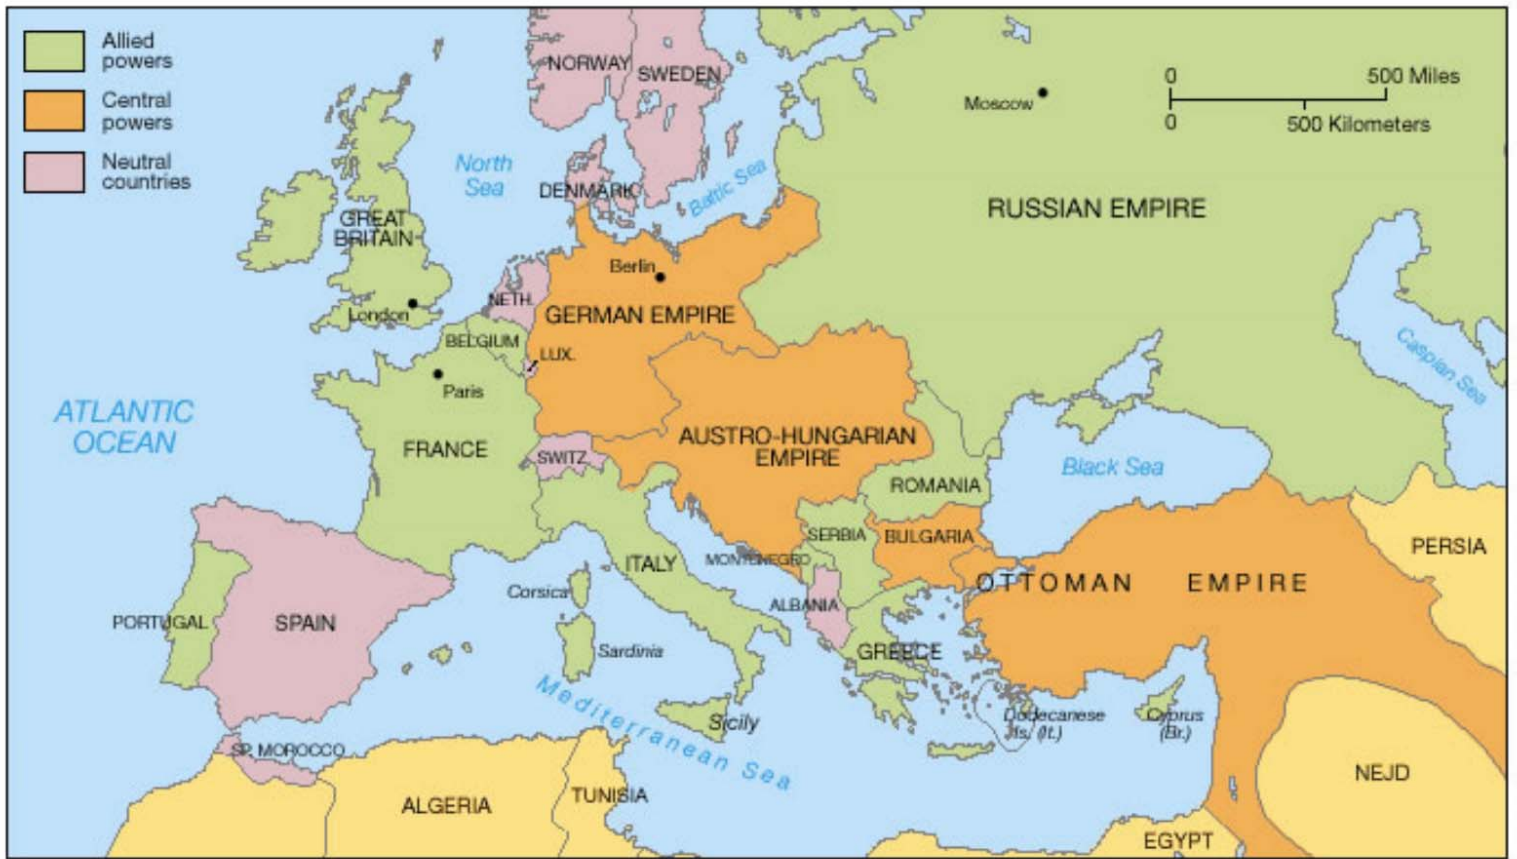 Allied
powers
Central
powers
Neutral
countries
0
500 Miles
0
500 Kilometers
NORWAY
SWEDEN
Moscow
North
Sea
DENMARK
Baltic Sea
RUSSIAN EMPIRE
GREAT
BRITAIN
Berlin
NETH.
London
GERMAN EMPIRE
BELGIUM
LUX.
Caspian Sea
Paris
ATLANTIC
OCEAN
FRANCE
SWITZ.
AUSTRO-HUNGARIAN
EMPIRE
Black Sea
ROMANIA
SERBIA
BULGARIA
PERSIA
ITALY
MONTENEGRO
OTTOMAN EMPIRE
Corsica
ALBANIA
PORTUGAL
SPAIN
Sardinia
GREECE
Mediterranean Sea
Sicily
Dodecanese
Is. (It.)
Cyprus
(Br.)
SP. MOROCCO
NEJD
ALGERIA
TUNISIA
EGYPT